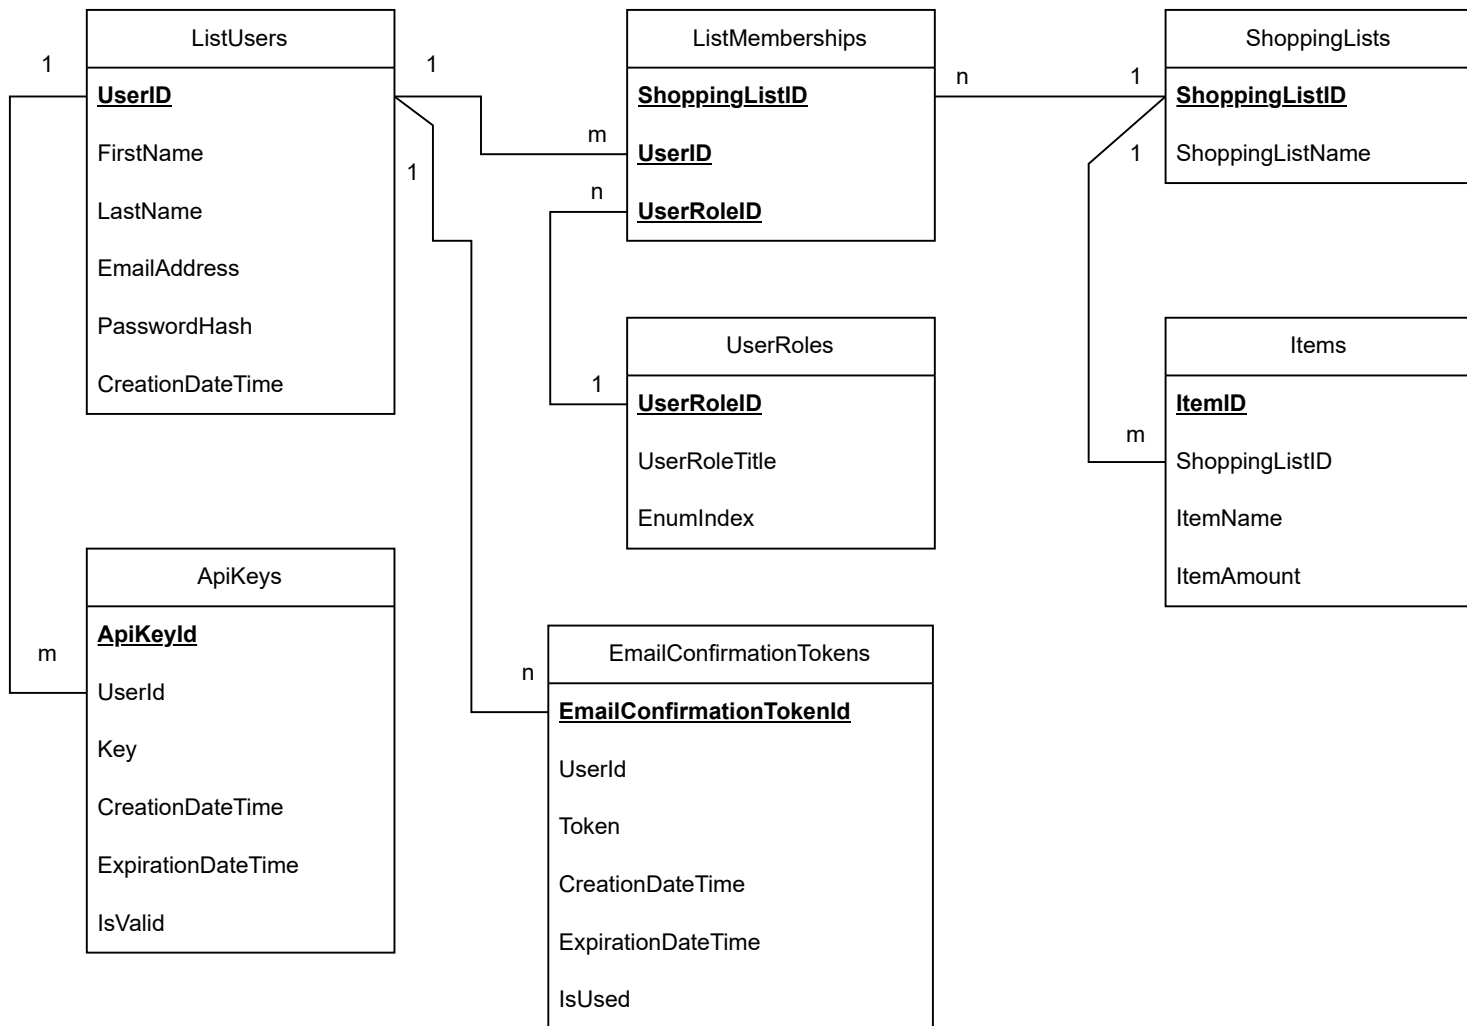 ListUsers
1
UserID
FirstName
LastName
EmailAddress
PasswordHash
CreationDateTime
1
1
ListMemberships
ShoppingListID
m
UserID
n
UserRoleID
n
1
ShoppingLists
ShoppingListID
1
ShoppingListName
UserRoles
1
UserRoleID
UserRoleTitle
EnumIndex
Items
ItemID
m
ShoppingListID
ItemName
ItemAmount
ApiKeys
ApiKeyId
m
UserId
Key
CreationDateTime
ExpirationDateTime
IsValid
EmailConfirmationTokens
n
EmailConfirmationTokenId
UserId
Token
CreationDateTime
ExpirationDateTime
IsUsed